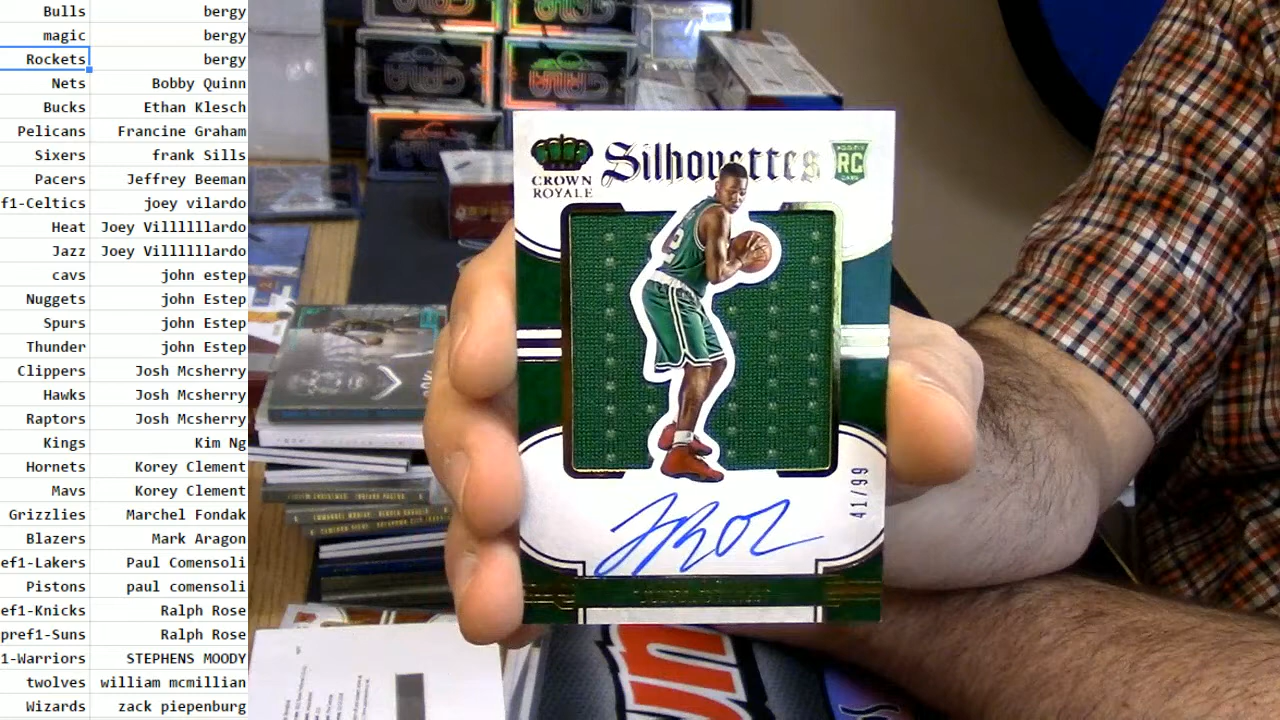 Bulls bergy
magic bergy
Rockets bergy
Nets Bobby Quinn
Bucks Ethan Klesch
Pelicans Francine Graham
Sixers frank Sills
Pacers Jeffrey Beeman
f1-Celtics joey vilardo
Heat Joey Villlllllardo
Jazz Joey Villlllllardo
cavs john estep
Nuggets john Estep
Spurs john Estep
Thunder john Estep
Clippers Josh Mcsherry
Hawks Josh Mcsherry
Raptors Josh Mcsherry
Kings Kim Ng
Hornets Korey Clement
Mavs Korey Clement
Grizzlies Marchel Fondak
Blazers Mark Aragon
ef1-Lakers Paul Comensoli
Pistons paul comensoli
ef1-Knicks Ralph Rose
pref1-Suns Ralph Rose
1-Warriors STEPHENS MOODY
twolves william mcmillian
Wizards zack piepenburg
CROWN
ROYALE
Silhouettes
RC
41/99